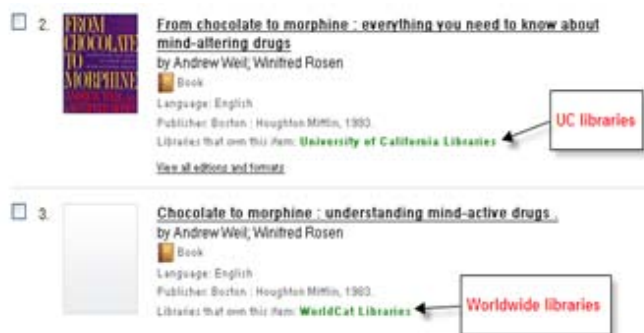 2.
FROM
CHOCOLATE
TO
MORPHINE
From chocolate to morphine : everything you need to know about
mind-altering drugs
by Andrew Weil; Winifred Rosen
Book
Language: English
Publisher: Boston : Houghton Mifflin, 1993.
Libraries that own this item: University of California Libraries
View all editions and formats
UC libraries
3.
Chocolate to morphine : understanding mind-active drugs .
by Andrew Weil; Winifred Rosen
Book
Language: English
Publisher: Boston : Houghton Mifflin, 1983.
Libraries that own this item: WorldCat Libraries
Worldwide libraries